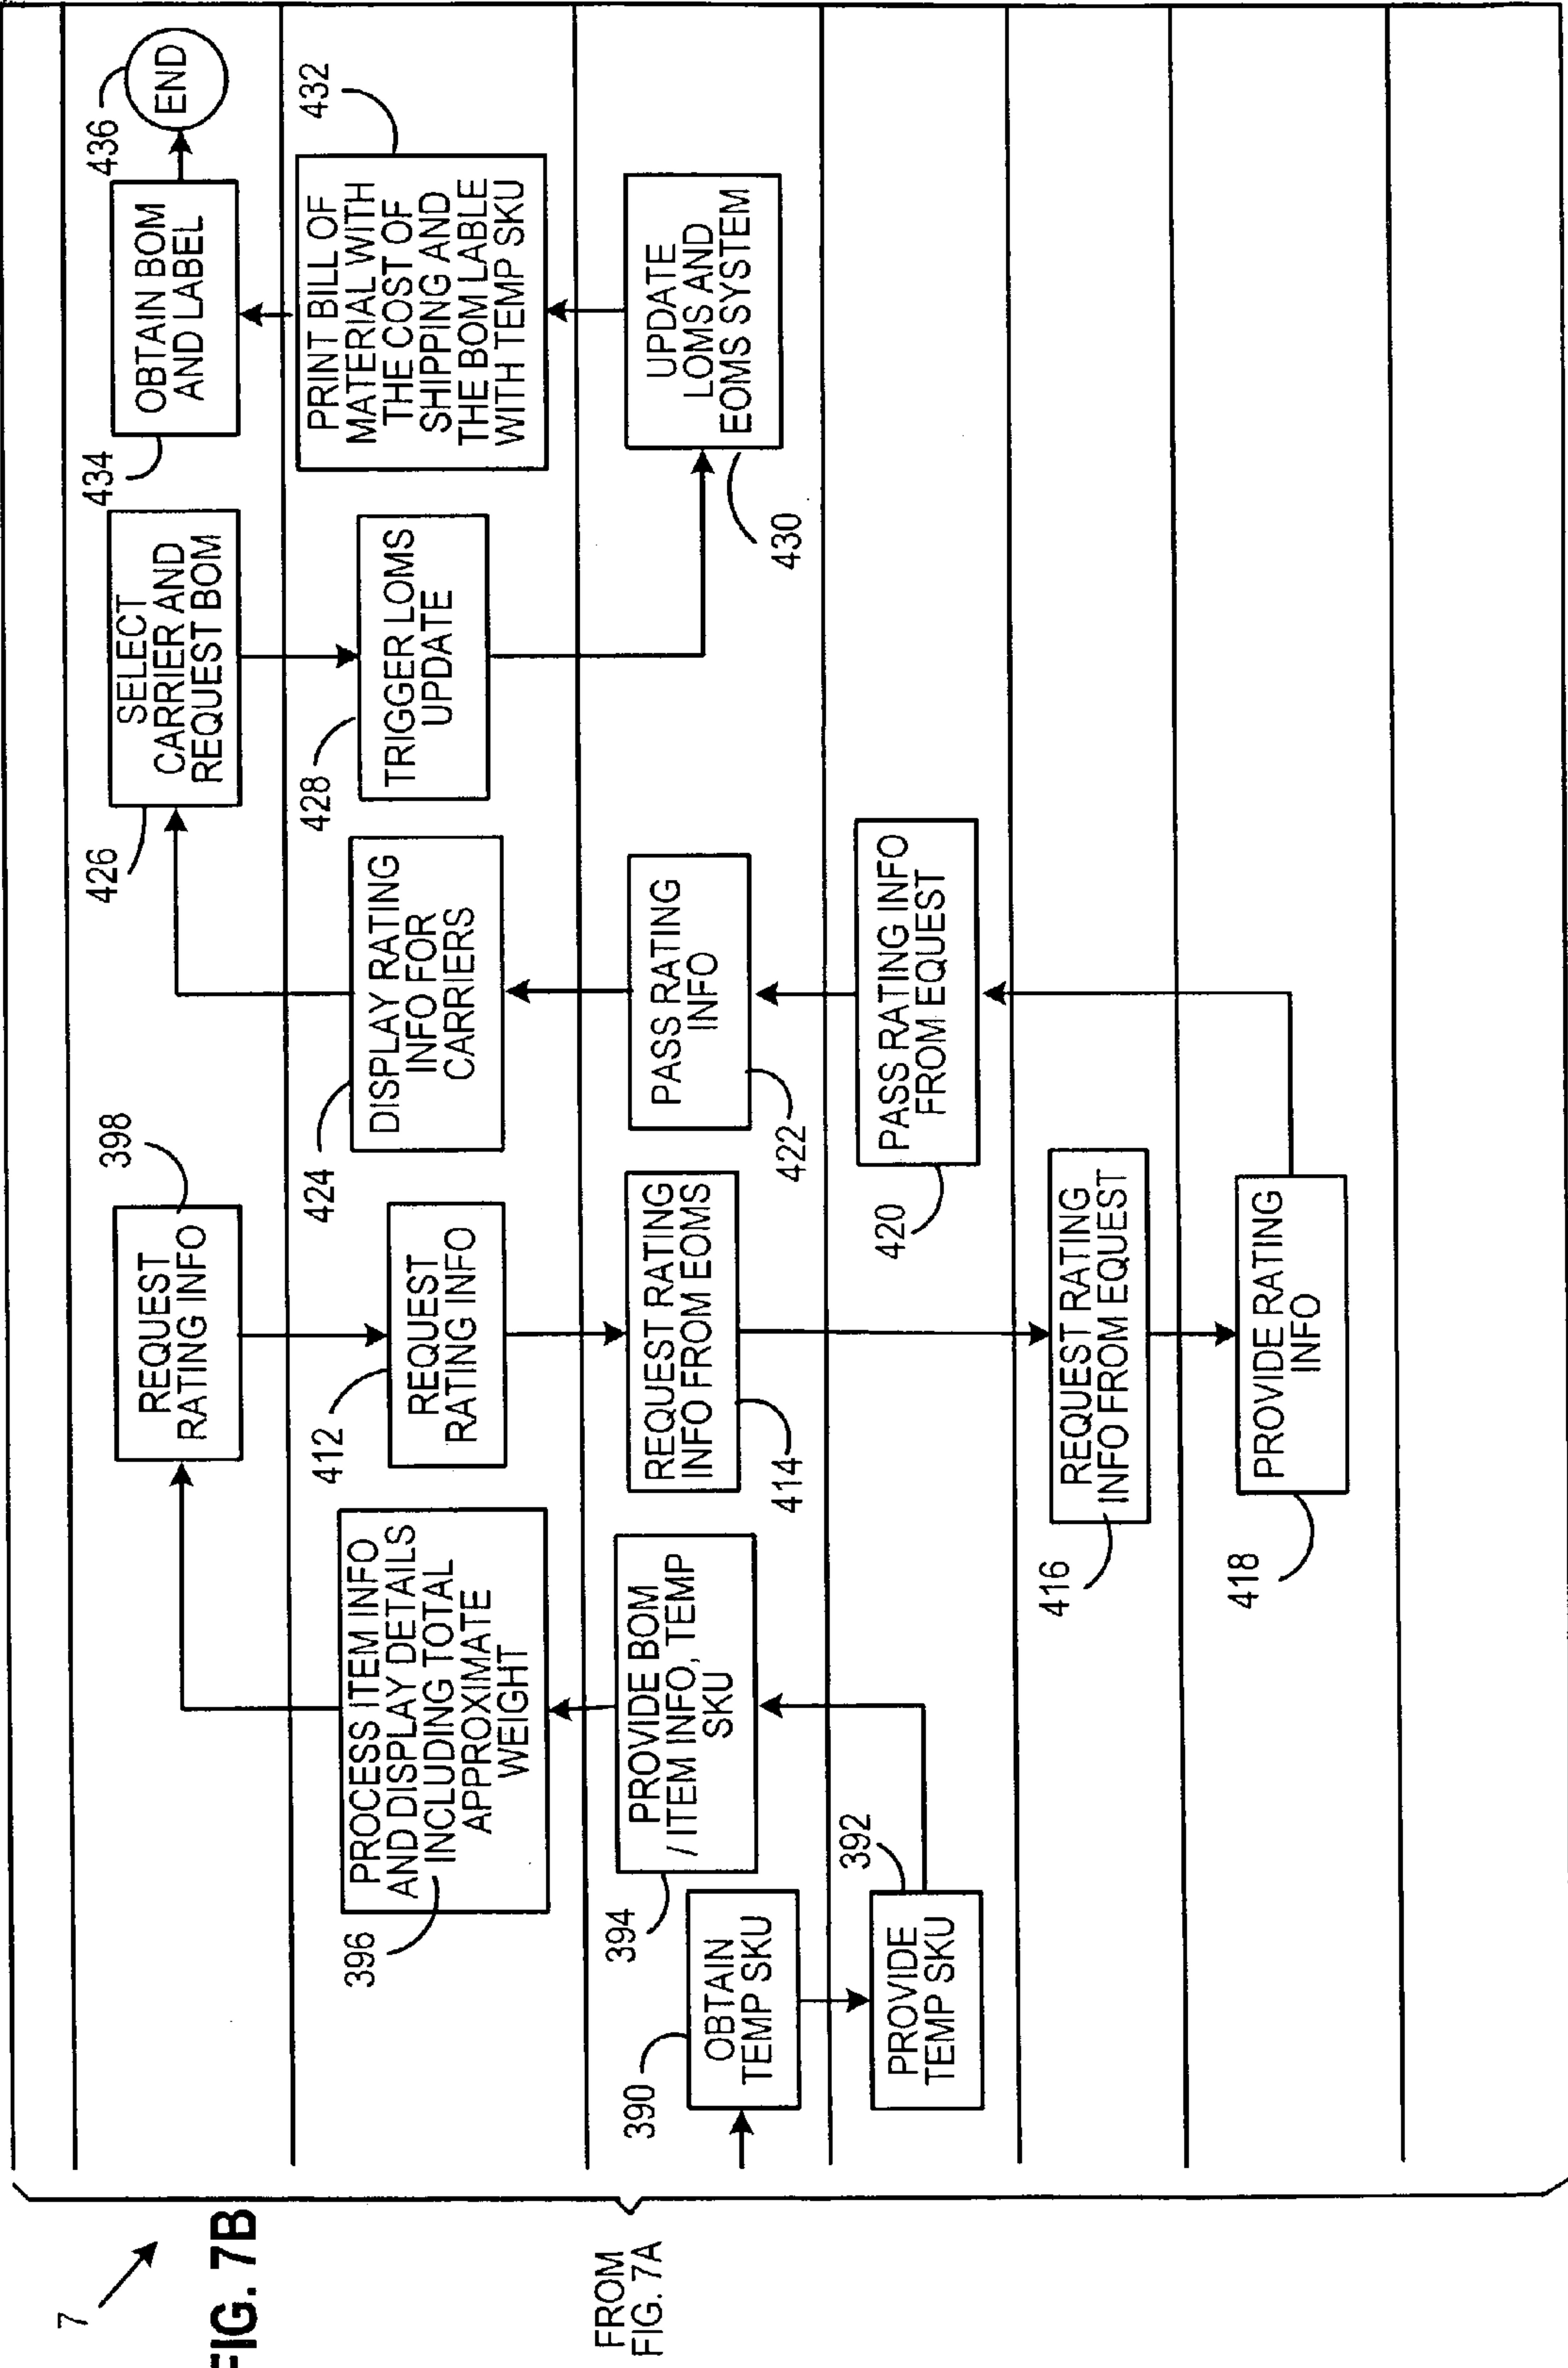 7
FIG. 7B
FROM
FIG. 7A
390
OBTAIN
TEMP SKU
392
PROVIDE
TEMP SKU
394
PROVIDE BOM
/ ITEM INFO, TEMP
SKU
396
PROCESS ITEM INFO
AND DISPLAY DETAILS
INCLUDING TOTAL
APPROXIMATE
WEIGHT
398
REQUEST
RATING INFO
412
REQUEST
RATING INFO
414
REQUEST RATING
INFO FROM EOMS
416
REQUEST RATING
INFO FROM EQUEST
418
PROVIDE RATING
INFO
420
PASS RATING INFO
FROM EQUEST
422
PASS RATING
INFO
424
DISPLAY RATING
INFO FOR
CARRIERS
426
SELECT
CARRIER AND
REQUEST BOM
428
TRIGGER LOMS
UPDATE
430
UPDATE
LOMS AND
EOMS SYSTEM
432
PRINT BILL OF
MATERIAL WITH
THE COST OF
SHIPPING AND
THE BOM LABLE
WITH TEMP SKU
434
OBTAIN BOM
AND LABEL
436
END